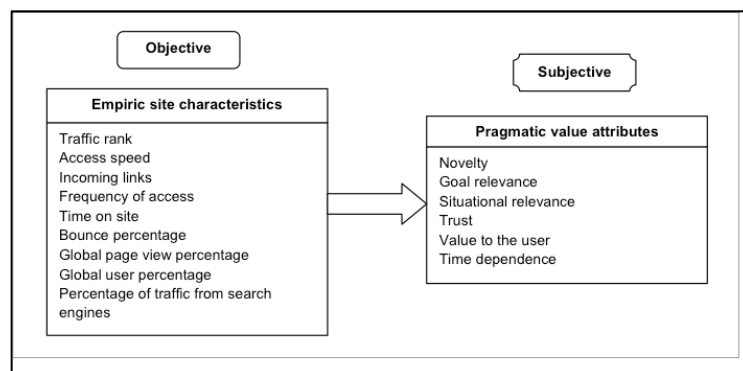 Objective
Empiric site characteristics
Traffic rank
Access speed
Incoming links
Frequency of access
Time on site
Bounce percentage
Global page view percentage
Global user percentage
Percentage of traffic from search
engines
Subjective
Pragmatic value attributes
Novelty
Goal relevance
Situational relevance
Trust
Value to the user
Time dependence